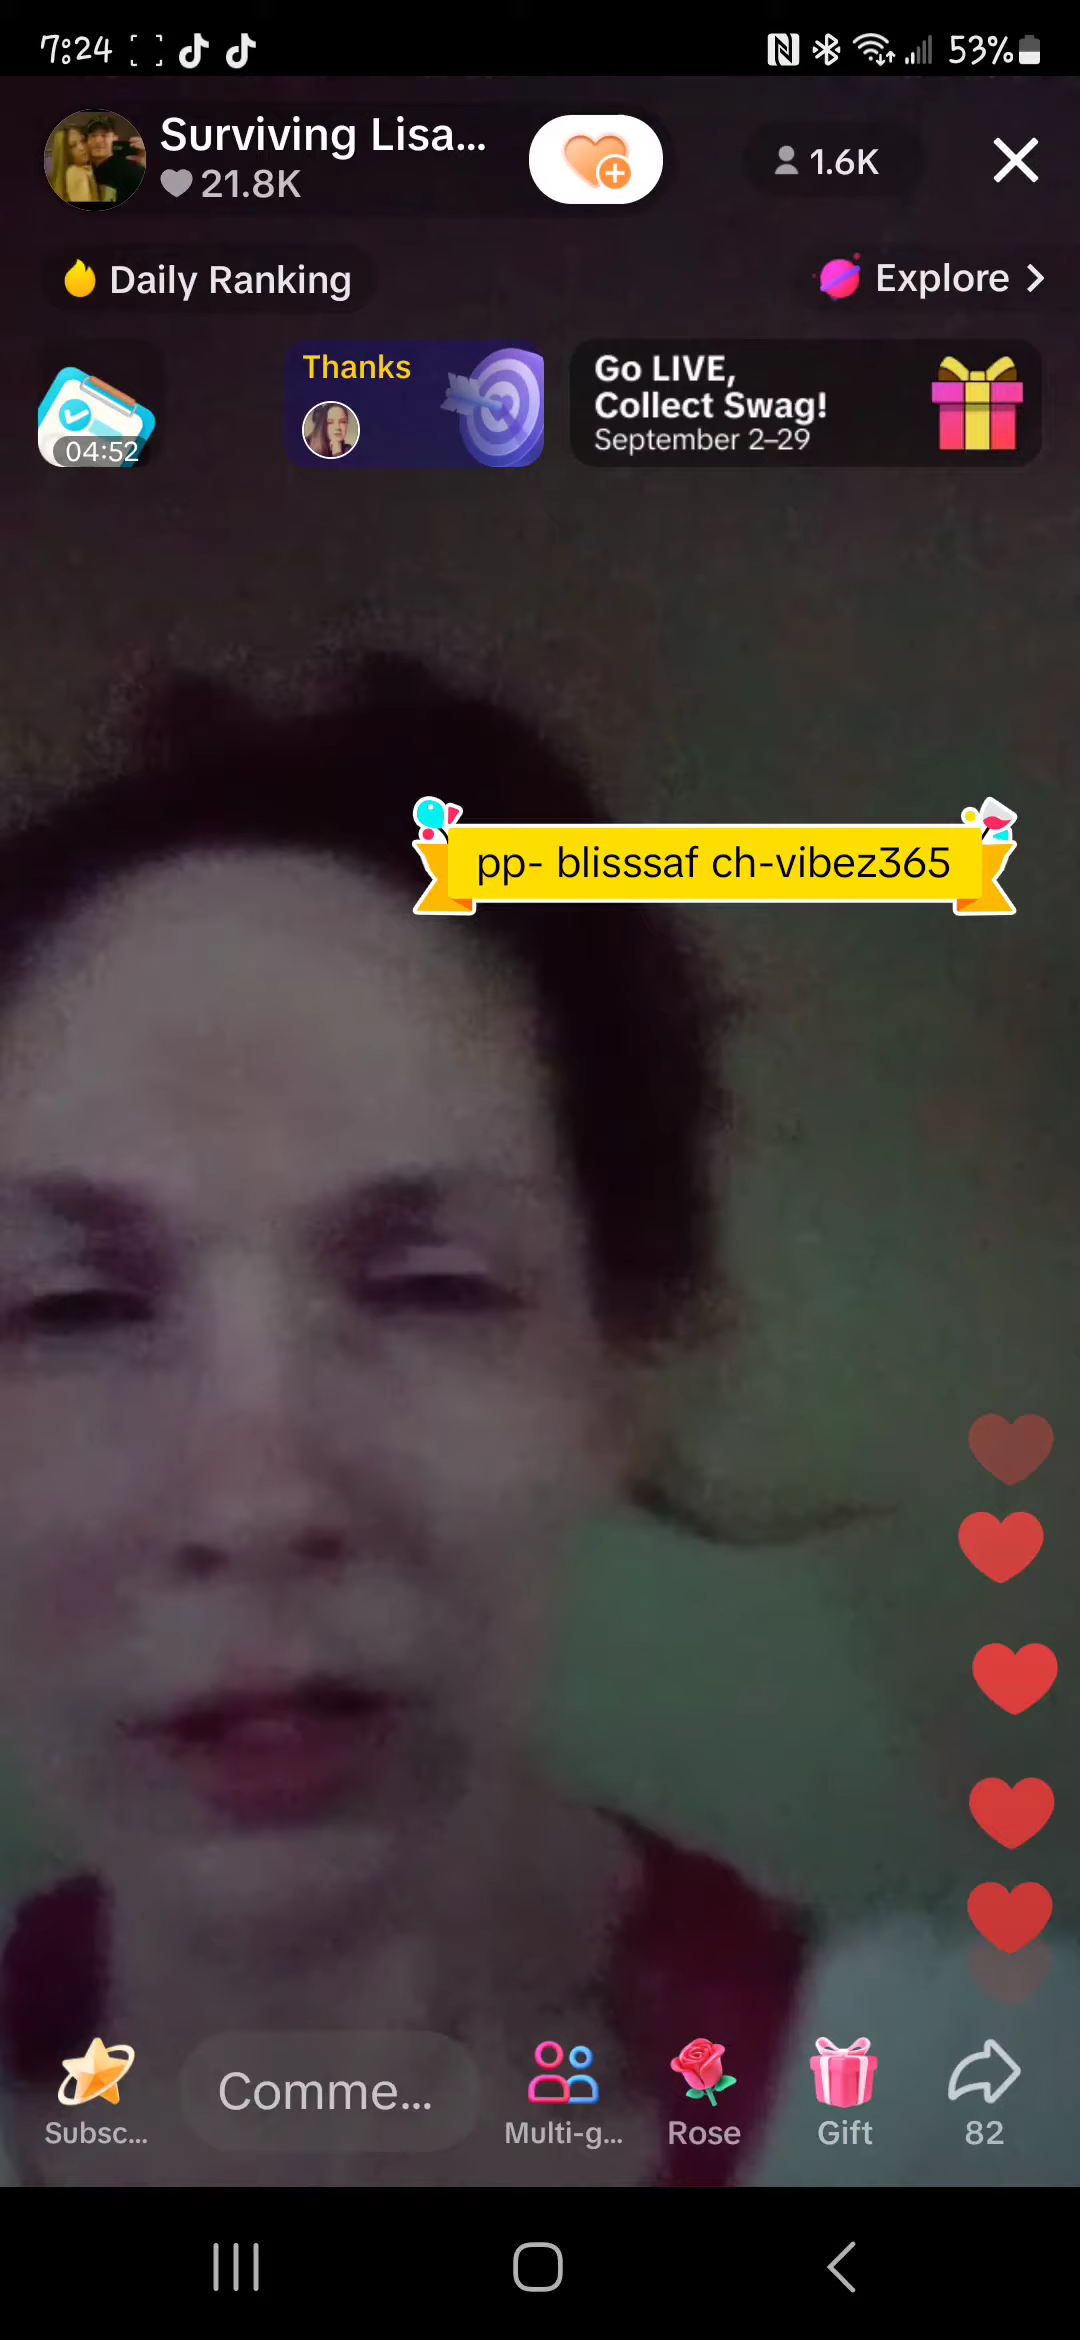 7:24
53%
Surviving Lisa...
21.8K
1.6K
Daily Ranking
Explore
Thanks
Go LIVE,
Collect Swag!
September 2–29
04:52
pp- blisssaf ch-vibez365
Comme...
Subsc...
Multi-g...
Rose
Gift
82